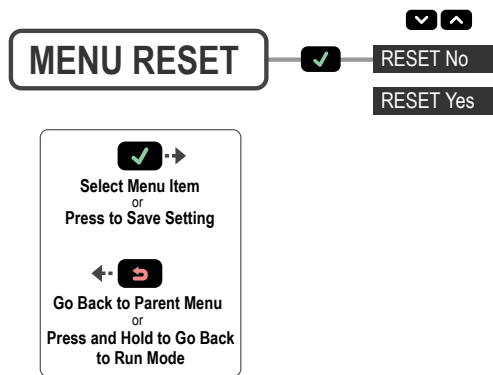 MENU RESET
RESET No
RESET Yes
Select Menu Item
or
Press to Save Setting
Go Back to Parent Menu
or
Press and Hold to Go Back
to Run Mode